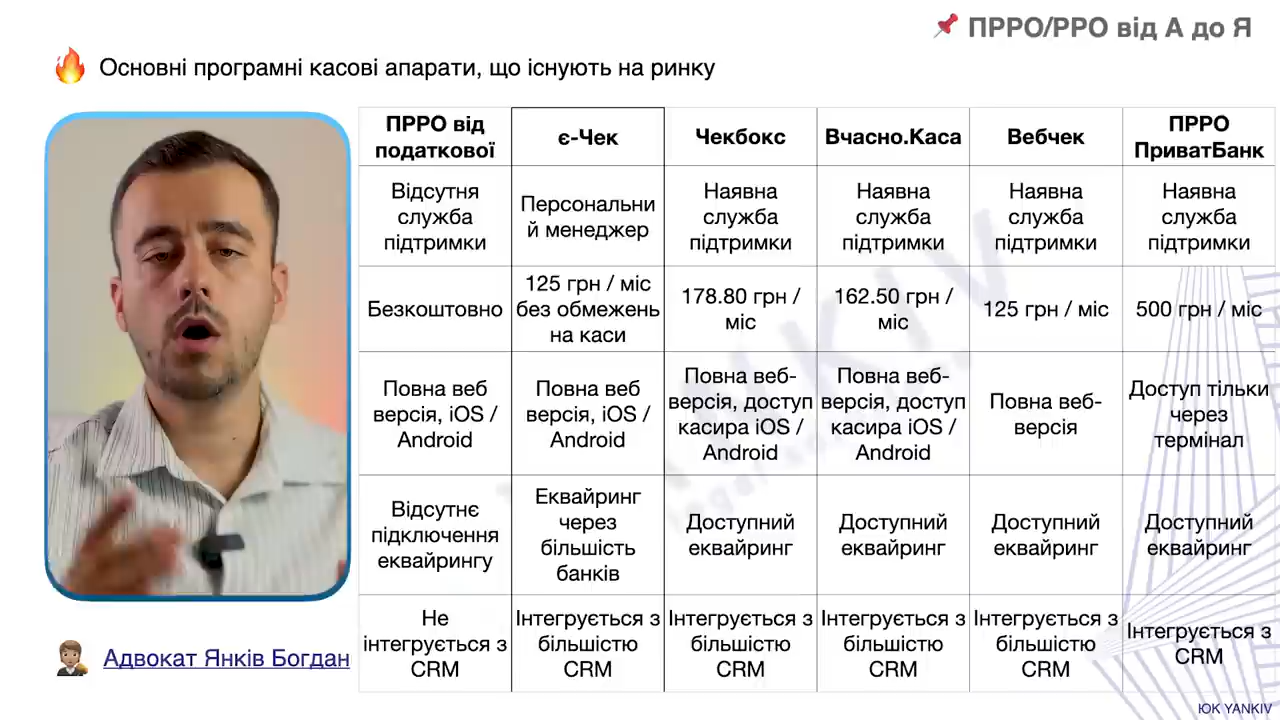 ПРРО/РРО від А до Я
Основні програмні касові апарати, що існують на ринку
ПРРО від
податкової
є-Чек
Чекбокс
Вчасно.Каса
Вебчек
ПРРО
ПриватБанк
Відсутня
служба
підтримки
Персональни
й менеджер
Наявна
служба
підтримки
Наявна
служба
підтримки
Наявна
служба
підтримки
Наявна
служба
підтримки
Безкоштовно
125 грн / міс
без обмежень
на каси
178.80 грн /
міс
162.50 грн /
міс
125 грн / міс
500 грн / міс
Повна веб
версія, iOS /
Android
Повна веб
версія, iOS /
Android
Повна веб-
версія, доступ
касира iOS /
Android
Повна веб-
версія, доступ
касира iOS /
Android
Повна веб-
версія
Доступ тільки
через
термінал
Відсутнє
підключення
еквайрингу
Еквайринг
через
більшість
банків
Доступний
еквайринг
Доступний
еквайринг
Доступний
еквайринг
Доступний
еквайринг
Не
інтегрується з
CRM
Інтегрується з
більшістю
CRM
Інтегрується з
більшістю
CRM
Інтегрується з
більшістю
CRM
Інтегрується з
більшістю
CRM
Інтегрується з
CRM
Адвокат Янків Богдан
ЮК YANKIV